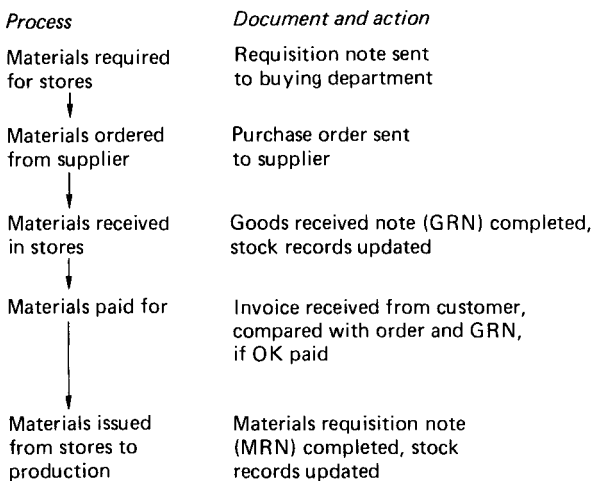 Process
Document and action
Materials required
for stores
Requisition note sent
to buying department
Materials ordered
from supplier
Purchase order sent
to supplier
Materials received
in stores
Goods received note (GRN) completed,
stock records updated
Materials paid for
Invoice received from customer,
compared with order and GRN,
if OK paid
Materials issued
from stores to
production
Materials requisition note
(MRN) completed, stock
records updated